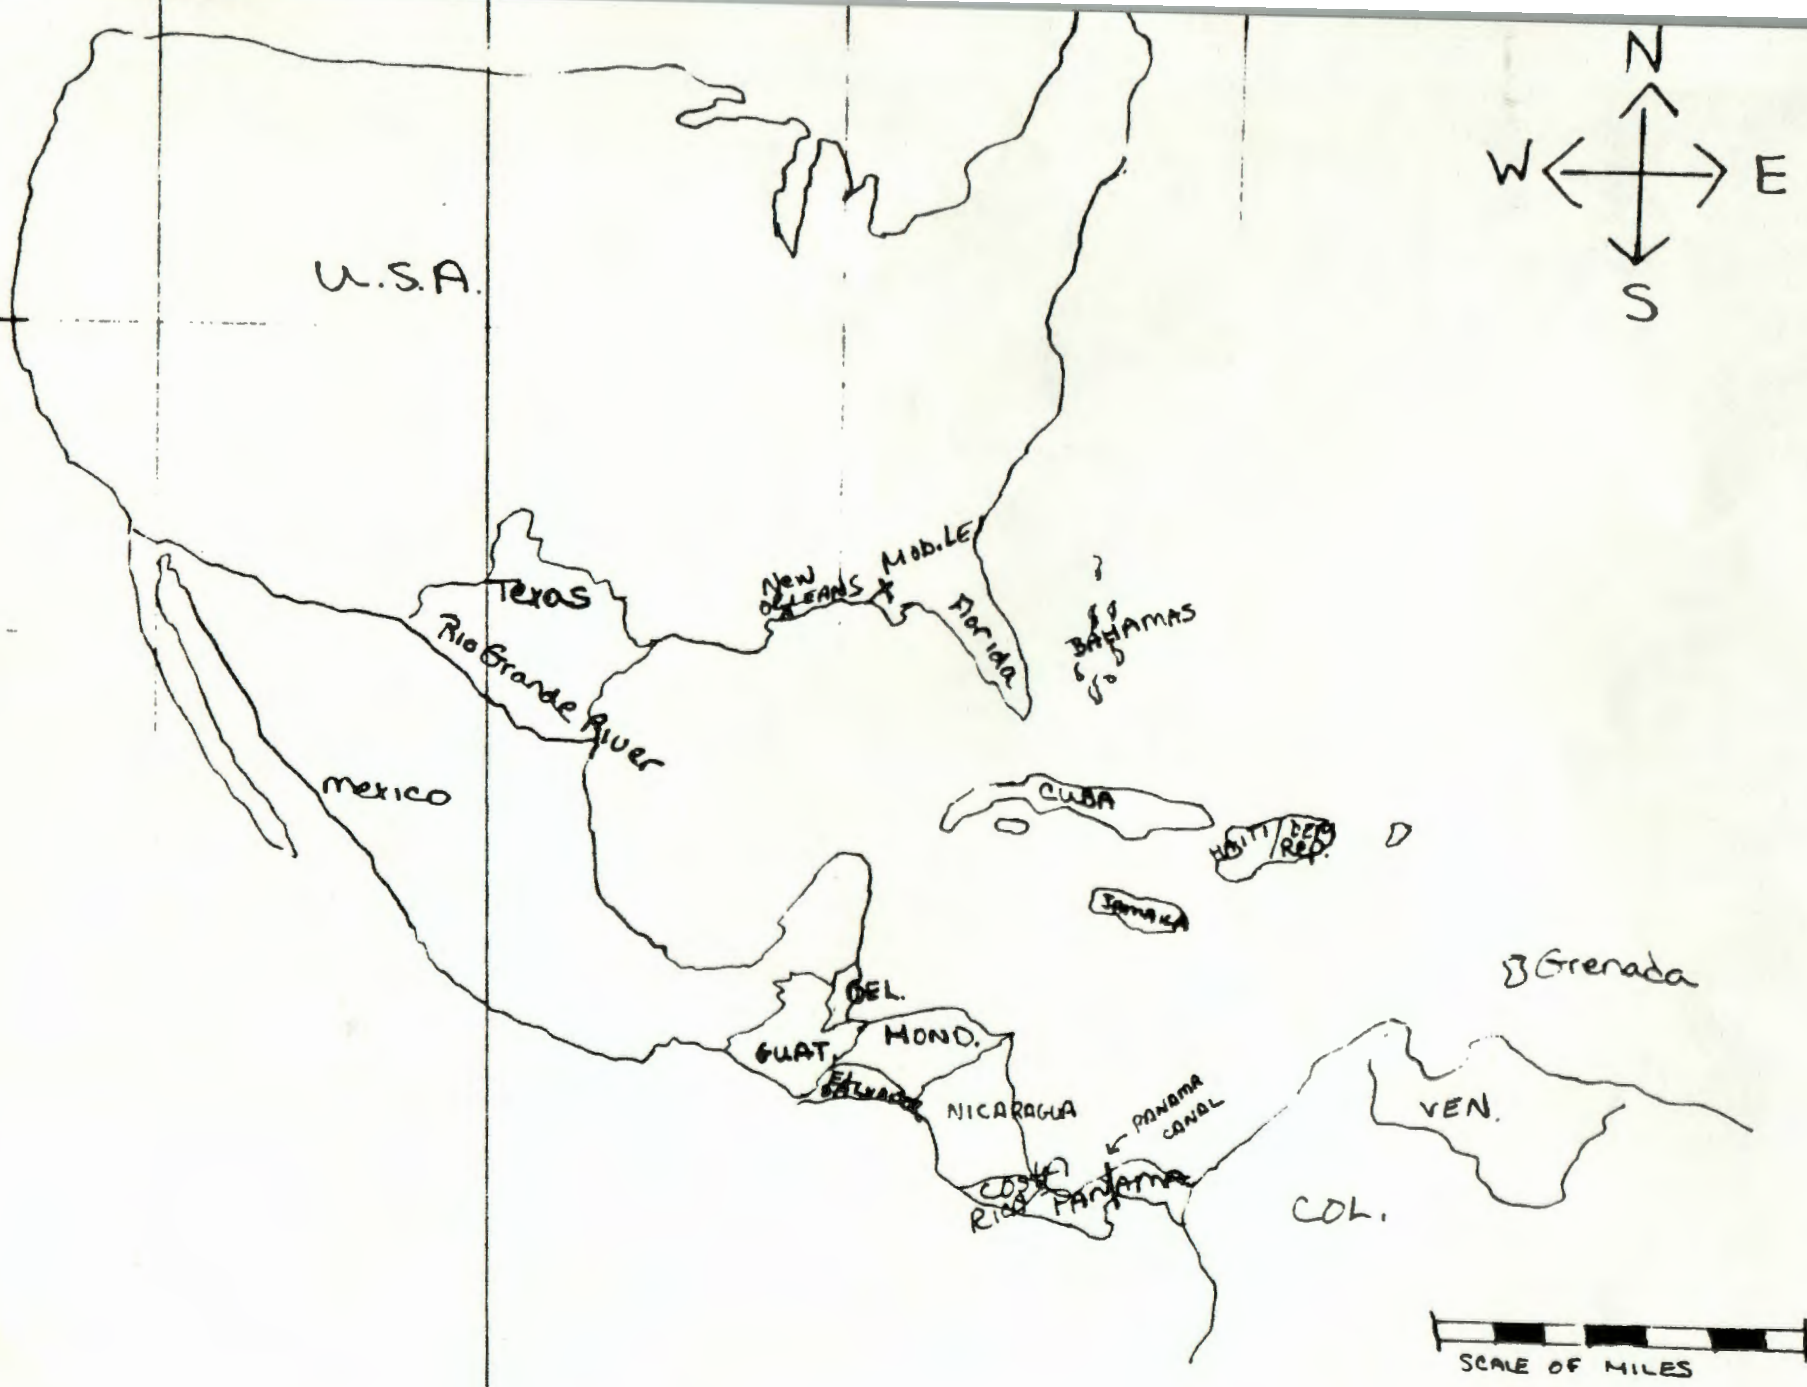 N
W E
S
U.S.A.
Texas
NEW
ORLEANS
MOBILE
Florida
BAHAMAS
Rio Grande River
mexico
CUBA
HAITI
DEM
Rep.
JAMAICA
Grenada
BEL.
GUAT.
HOND.
EL
SALVADOR
NICARAGUA
PANAMA
CANAL
COSTA
RICA
PANAMA
VEN.
COL.
SCALE OF MILES